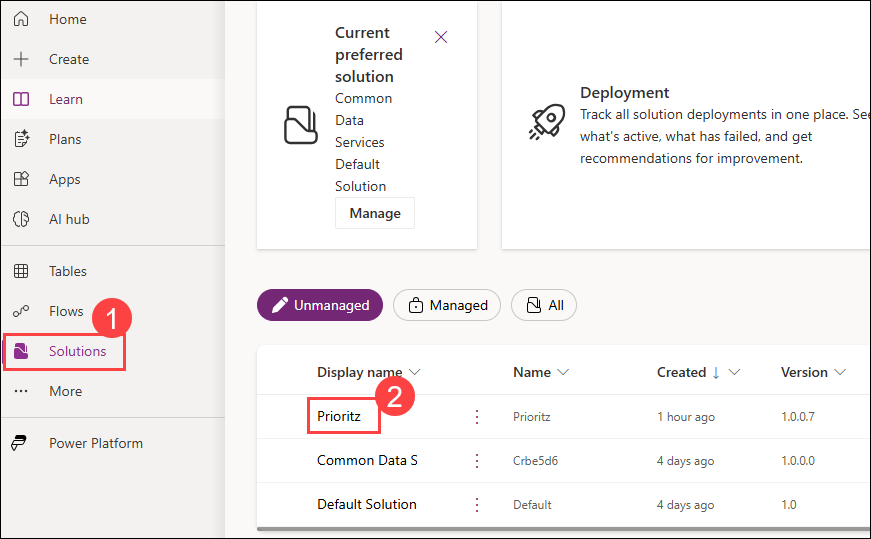 Home
Create
Learn
Plans
Apps
AI hub
Tables
Flows
1
Solutions
More
Power Platform
Current
preferred
solution
Common
Data
Services
Default
Solution
Manage
Deployment
Track all solution deployments in one place. See
what's active, what has failed, and get
recommendations for improvement.
Unmanaged
Managed
All
Display name
Name
Created
Version
2
Prioritz
Prioritz
1 hour ago
1.0.0.7
Common Data S
Crbe5d6
4 days ago
1.0.0.0
Default Solution
Default
4 days ago
1.0